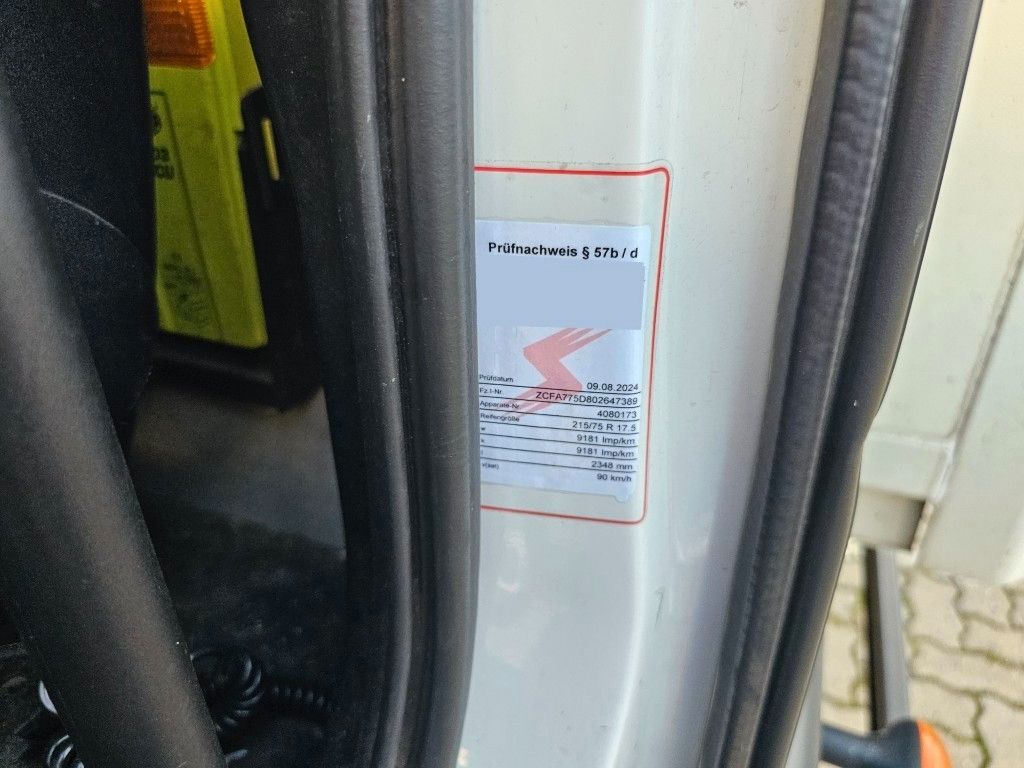 Prüfnachweis § 57b / d
Prüfdatum 09.08.2024
Fz.I-Nr ZCFA775D802647389
Apparate-Nr. 4080173
Reifengröße 215/75 R 17.5
w 9181 Imp/km
k 9181 Imp/km
l 2348 mm
v(set) 90 km/h